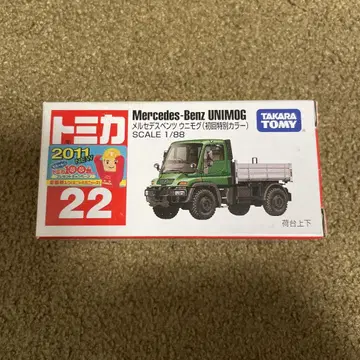 トミカ
2011
22
Mercedes-Benz UNIMOG
メルセデスベンツ ウニモグ(初回特別カラー)
SCALE 1/88
TAKARA
TOMY
荷台上下